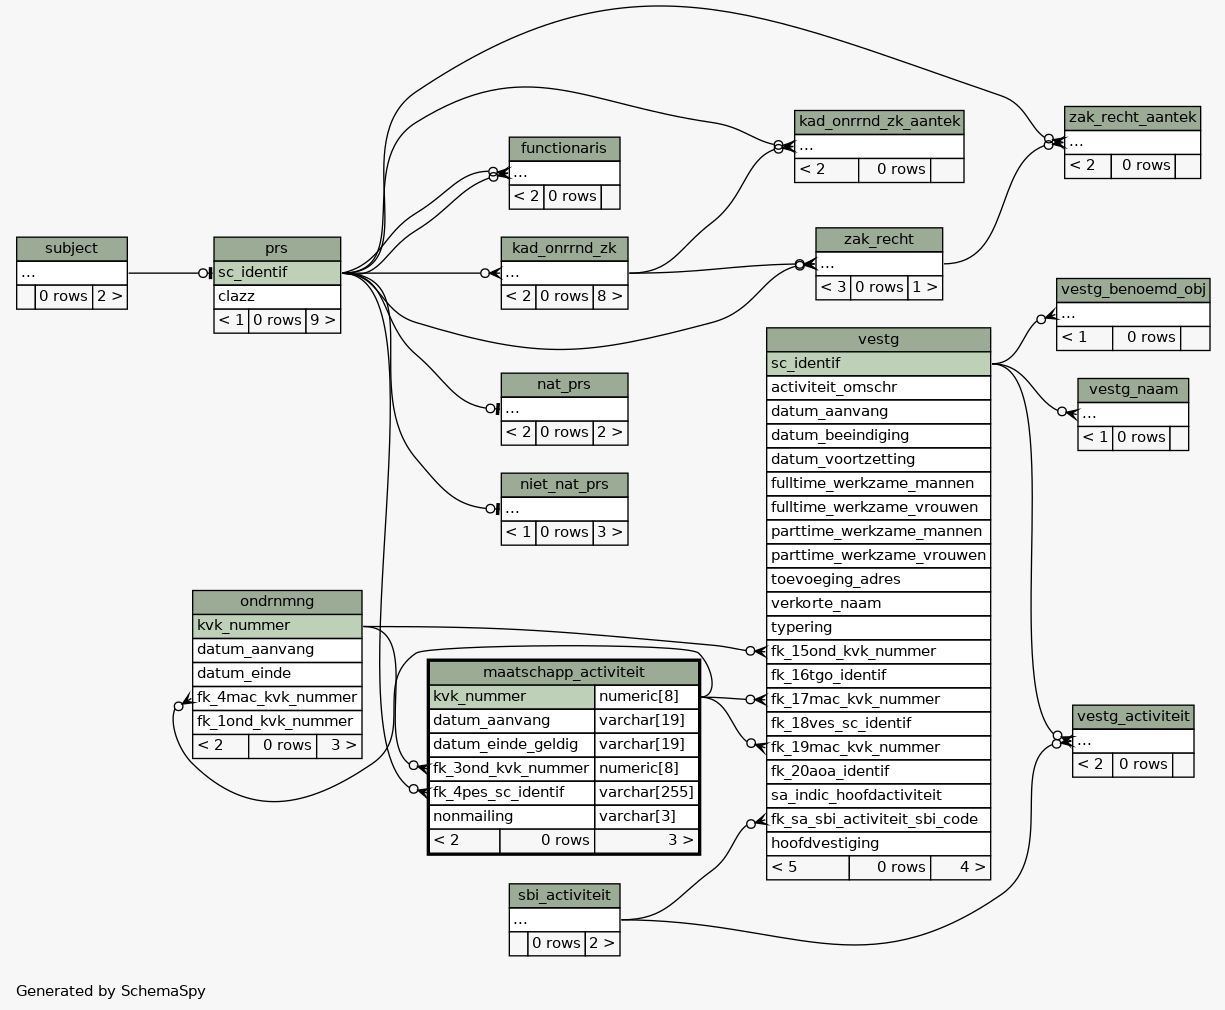 kad_onrrnd_zk_aantek
...
< 2 0 rows
zak_recht_aantek
...
< 2 0 rows
functionaris
...
< 2 0 rows
subject
...
0 rows 2 >
prs
sc_identif
clazz
< 1 0 rows 9 >
kad_onrrnd_zk
...
< 2 0 rows 8 >
zak_recht
...
< 3 0 rows 1 >
vestg_benoemd_obj
...
< 1 0 rows
vestg_naam
...
< 1 0 rows
nat_prs
...
< 2 0 rows 2 >
niet_nat_prs
...
< 1 0 rows 3 >
vestg
sc_identif
activiteit_omschr
datum_aanvang
datum_beeindiging
datum_voortzetting
fulltime_werkzame_mannen
fulltime_werkzame_vrouwen
parttime_werkzame_mannen
parttime_werkzame_vrouwen
toevoeging_adres
verkorte_naam
typering
fk_15ond_kvk_nummer
fk_16tgo_identif
fk_17mac_kvk_nummer
fk_18ves_sc_identif
fk_19mac_kvk_nummer
fk_20aoa_identif
sa_indic_hoofdactiviteit
fk_sa_sbi_activiteit_sbi_code
hoofdvestiging
< 5 0 rows 4 >
ondrnmng
kvk_nummer
datum_aanvang
datum_einde
fk_4mac_kvk_nummer
fk_1ond_kvk_nummer
< 2 0 rows 3 >
maatschapp_activiteit
kvk_nummer numeric[8]
datum_aanvang varchar[19]
datum_einde_geldig varchar[19]
fk_3ond_kvk_nummer numeric[8]
fk_4pes_sc_identif varchar[255]
nonmailing varchar[3]
< 2 0 rows 3 >
vestg_activiteit
...
< 2 0 rows
sbi_activiteit
...
0 rows 2 >
Generated by SchemaSpy